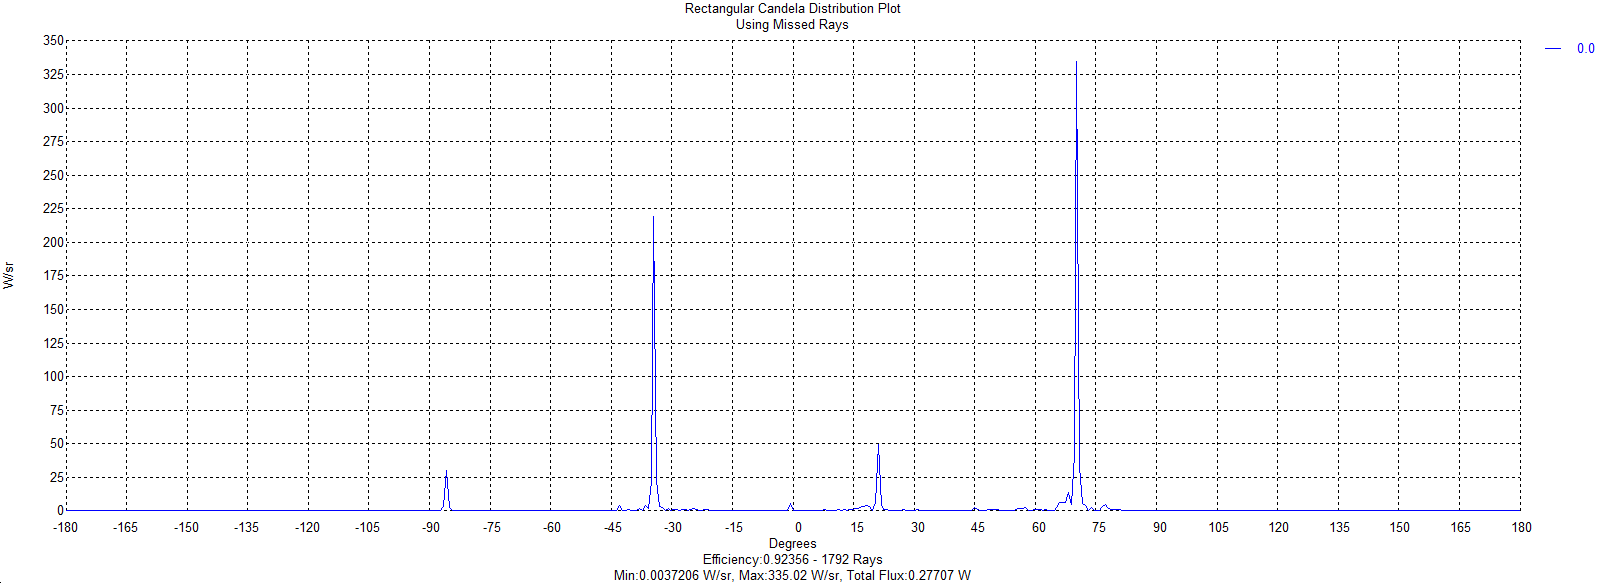 Rectangular Candela Distribution Plot
Using Missed Rays
350
325
300
275
250
225
200
175
150
125
100
75
50
25
0
W/sr
0.0
-180 -165 -150 -135 -120 -105 -90 -75 -60 -45 -30 -15 0 15 30 45 60 75 90 105 120 135 150 165 180
Degrees
Efficiency:0.92356 - 1792 Rays
Min:0.0037206 W/sr, Max:335.02 W/sr, Total Flux:0.27707 W